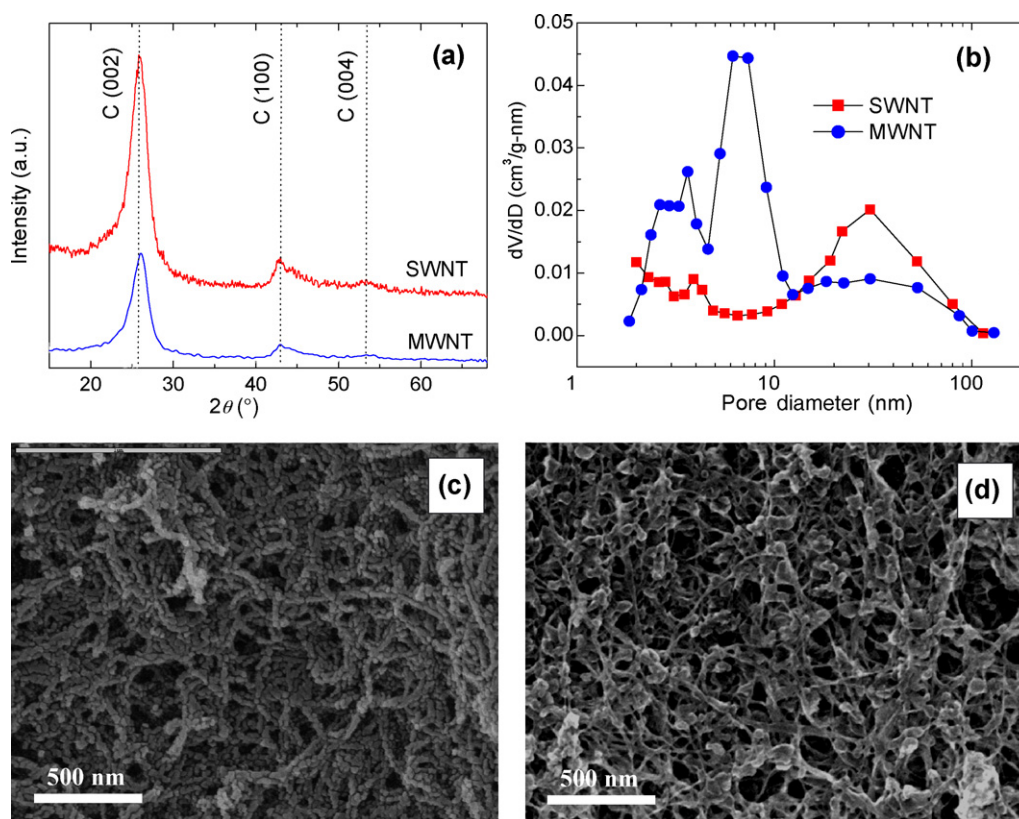 (a)
C (002)
C (100)
C (004)
Intensity (a.u.)
SWNT
MWNT
20 30 40 50 60
2θ (°)
(b)
0.05
0.04
0.03
0.02
0.01
0.00
dV/dD (cm³/g-nm)
SWNT
MWNT
1 10 100
Pore diameter (nm)
(c)
500 nm
(d)
500 nm